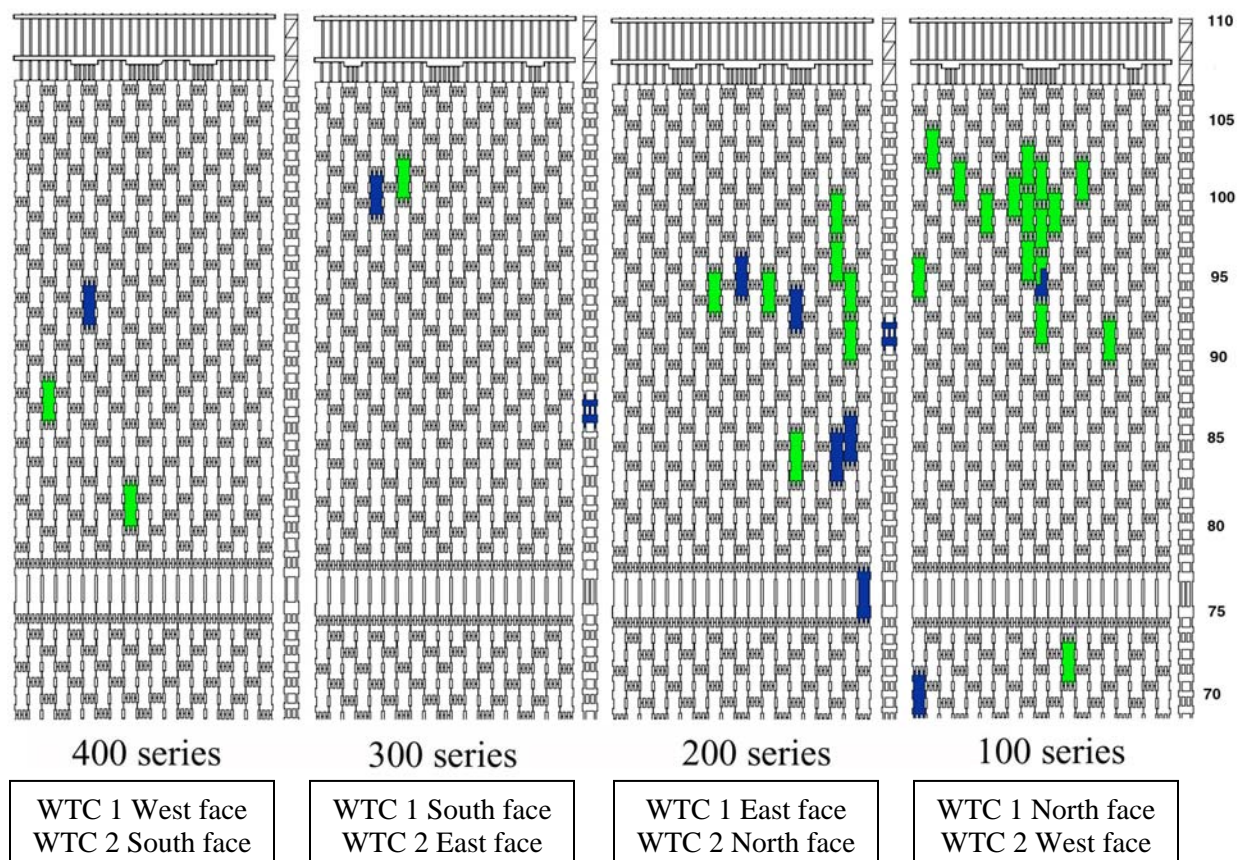 110
105
100
95
90
85
80
75
70
400 series
300 series
200 series
100 series
WTC 1 West face
WTC 2 South face
WTC 1 South face
WTC 2 East face
WTC 1 East face
WTC 2 North face
WTC 1 North face
WTC 2 West face